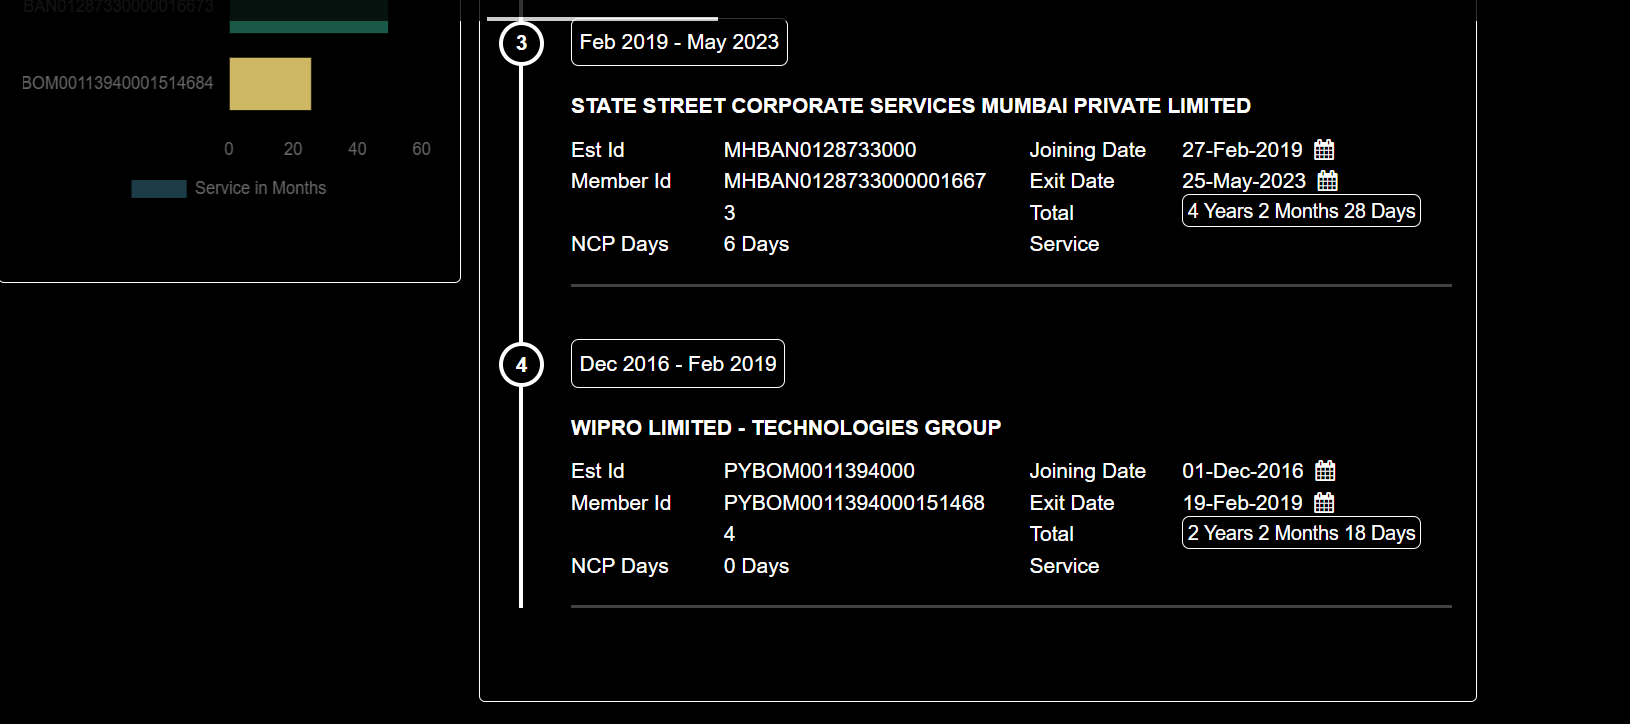 BAN01287330000016673
BOM00113940001514684
0 20 40 60
Service in Months
3
Feb 2019 - May 2023
STATE STREET CORPORATE SERVICES MUMBAI PRIVATE LIMITED
Est Id MHBAN0128733000 Joining Date 27-Feb-2019
Member Id MHBAN0128733000001667 Exit Date 25-May-2023
3 Total 4 Years 2 Months 28 Days
NCP Days 6 Days Service
4
Dec 2016 - Feb 2019
WIPRO LIMITED - TECHNOLOGIES GROUP
Est Id PYBOM0011394000 Joining Date 01-Dec-2016
Member Id PYBOM0011394000151468 Exit Date 19-Feb-2019
4 Total 2 Years 2 Months 18 Days
NCP Days 0 Days Service